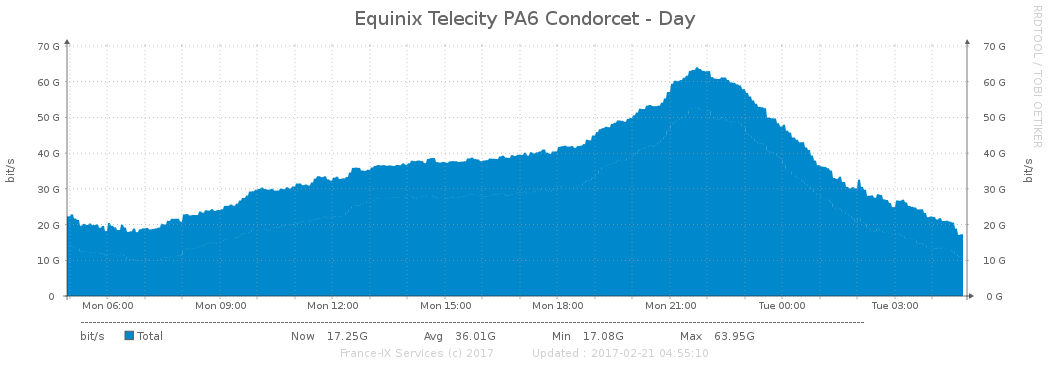 Equinix Telecity PA6 Condorcet - Day
RRDTOOL / TOBI OETIKER
70 G 70 G
60 G 60 G
50 G 50 G
40 G 40 G
30 G 30 G
20 G 20 G
10 G 10 G
0 0 G
bit/s bit/s
Mon 06:00 Mon 09:00 Mon 12:00 Mon 15:00 Mon 18:00 Mon 21:00 Tue 00:00 Tue 03:00
bit/s Total Now 17.25G Avg 36.01G Min 17.08G Max 63.95G
France-IX Services (c) 2017 Updated : 2017-02-21 04:55:10